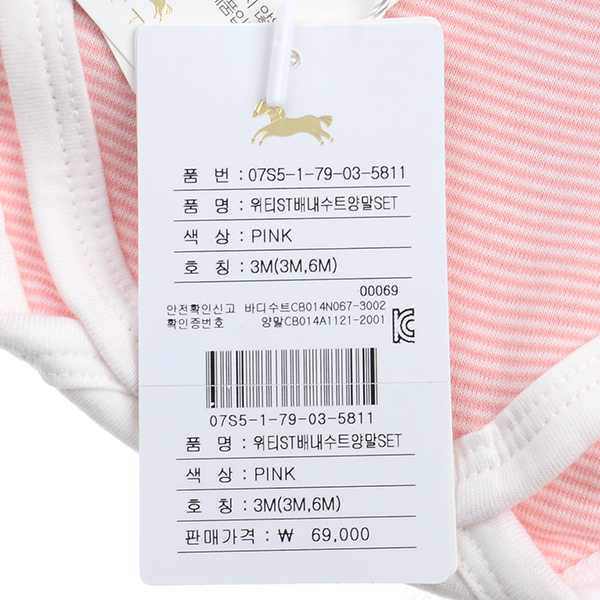 품 번 : 07S5-1-79-03-5811
품 명 : 위티ST배내수트양말SET
색 상 : PINK
호 칭 : 3M(3M,6M)
00069
안전확인신고 바디수트CB014N067-3002
확인증번호 양말CB014A1121-2001
07S5-1-79-03-5811
품 명 : 위티ST배내수트양말SET
색 상 : PINK
호 칭 : 3M(3M,6M)
판매가격 : ₩ 69,000